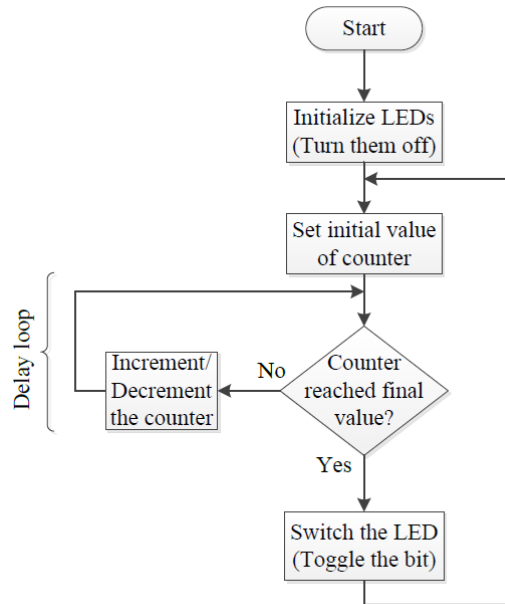 Start
Initialize LEDs
(Turn them off)
Set initial value
of counter
Delay loop
Increment/
Decrement
the counter
No
Counter
reached final
value?
Yes
Switch the LED
(Toggle the bit)